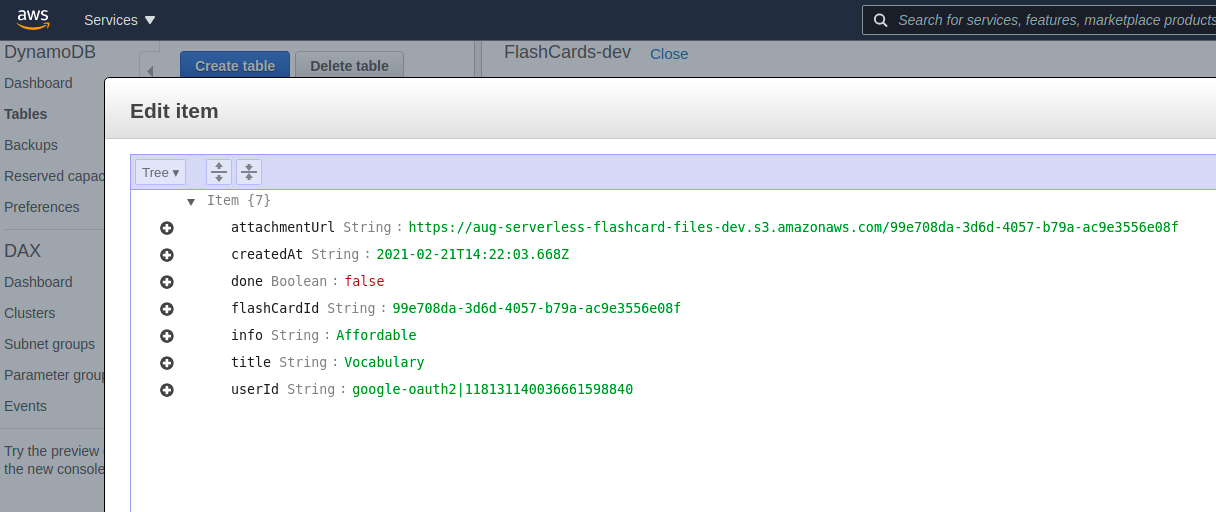 aws
Services
Search for services, features, marketplace products
DynamoDB
Dashboard
Tables
Backups
Reserved capac
Preferences
DAX
Dashboard
Clusters
Subnet groups
Parameter group
Events
Try the preview
the new console
Create table
Delete table
FlashCards-dev Close
Edit item
Tree ▾
Item {7}
attachmentUrl String : https://aug-serverless-flashcard-files-dev.s3.amazonaws.com/99e708da-3d6d-4057-b79a-ac9e3556e08f
createdAt String : 2021-02-21T14:22:03.668Z
done Boolean : false
flashCardId String : 99e708da-3d6d-4057-b79a-ac9e3556e08f
info String : Affordable
title String : Vocabulary
userId String : google-oauth2|118131140036661598840